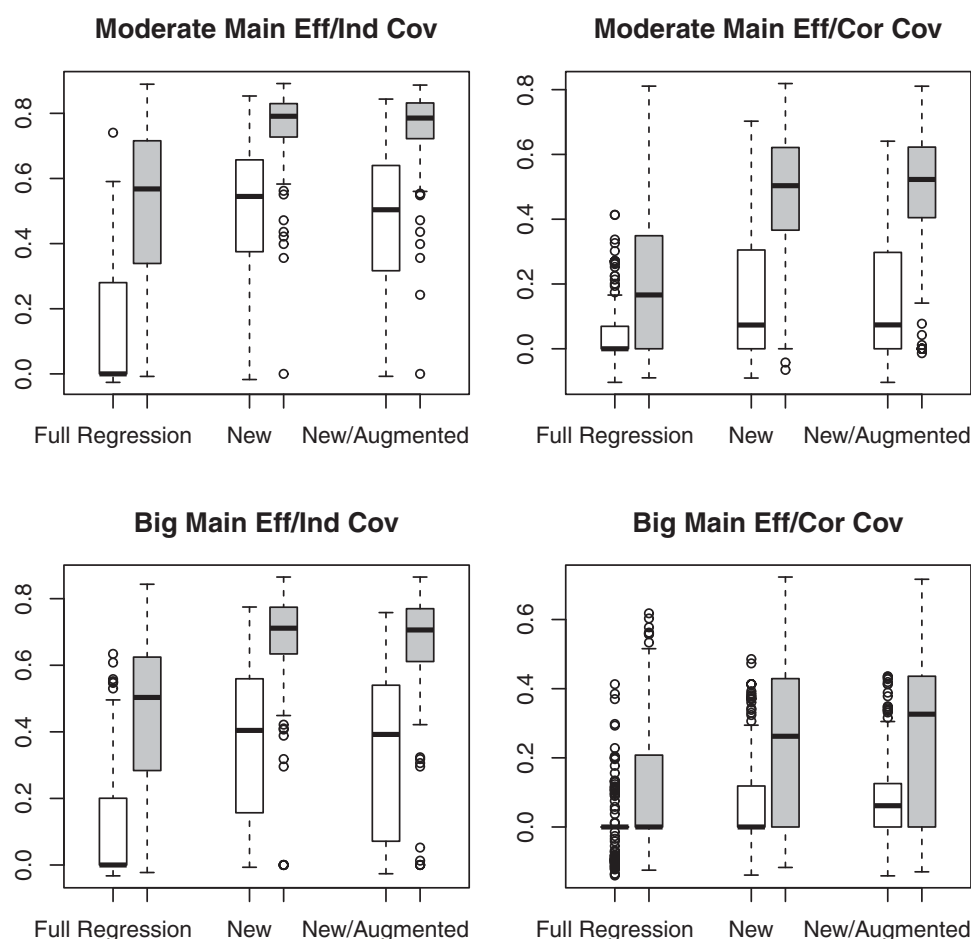 Moderate Main Eff/Ind Cov
0.0 0.2 0.4 0.6 0.8
Full Regression New New/Augmented
Moderate Main Eff/Cor Cov
0.0 0.2 0.4 0.6 0.8
Full Regression New New/Augmented
Big Main Eff/Ind Cov
0.0 0.2 0.4 0.6 0.8
Full Regression New New/Augmented
Big Main Eff/Cor Cov
0.0 0.2 0.4 0.6
Full Regression New New/Augmented